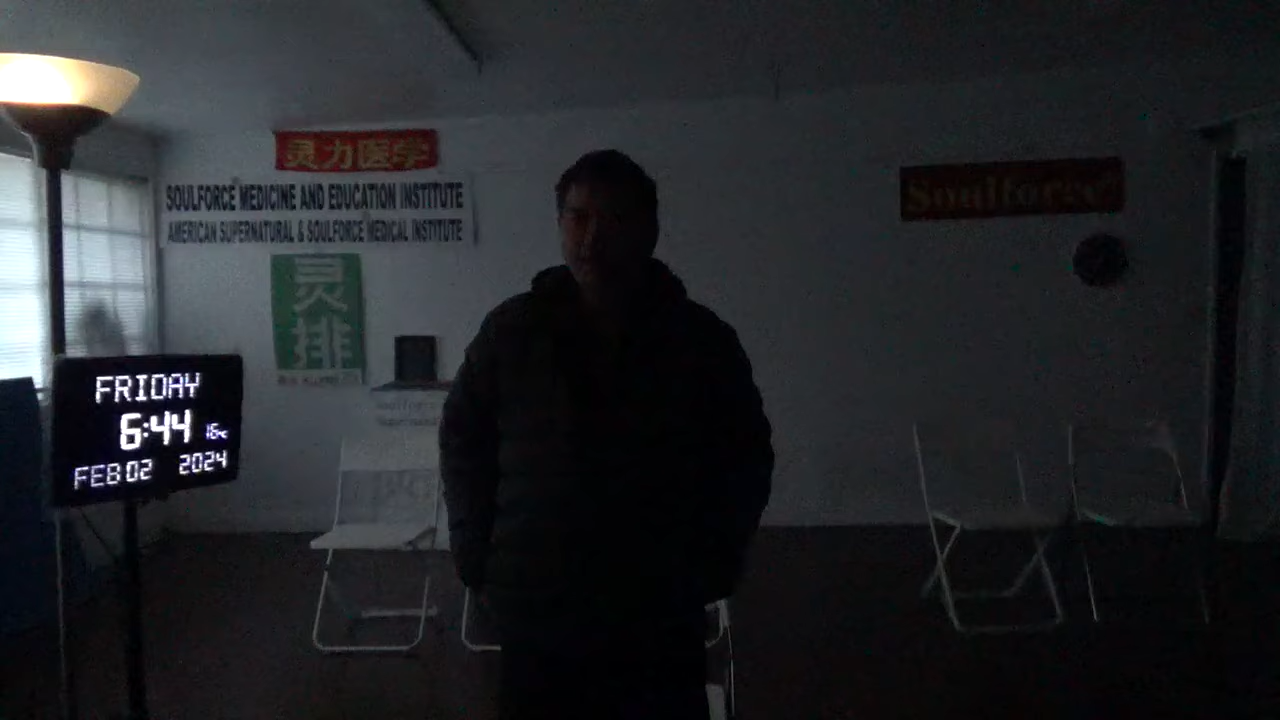 灵力医学
SOULFORCE MEDICINE AND EDUCATION INSTITUTE
AMERICAN SUPERNATURAL & SOULFORCE MEDICAL INSTITUTE
灵
排
Soulforce
FRIDAY
6:44 16°C
FEB 02 2024